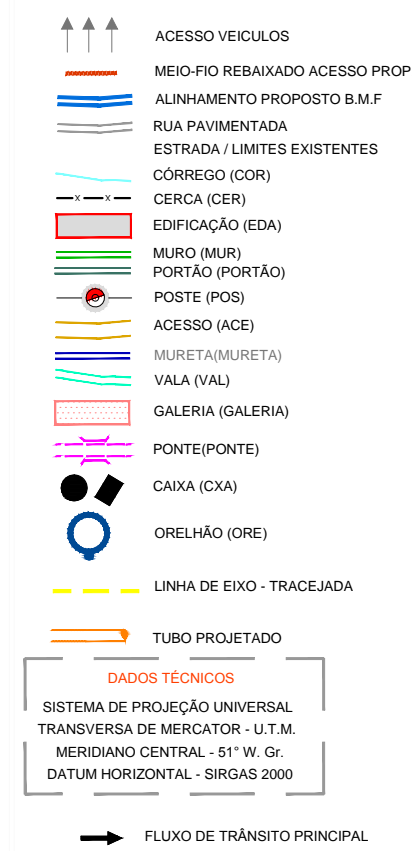 ACESSO VEICULOS
MEIO-FIO REBAIXADO ACESSO PROP
ALINHAMENTO PROPOSTO B.M.F
RUA PAVIMENTADA
ESTRADA / LIMITES EXISTENTES
CÓRREGO (COR)
x x
CERCA (CER)
EDIFICAÇÃO (EDA)
MURO (MUR)
PORTÃO (PORTÃO)
POSTE (POS)
ACESSO (ACE)
MURETA(MURETA)
VALA (VAL)
GALERIA (GALERIA)
PONTE(PONTE)
CAIXA (CXA)
ORELHÃO (ORE)
LINHA DE EIXO - TRACEJADA
TUBO PROJETADO
DADOS TÉCNICOS
SISTEMA DE PROJEÇÃO UNIVERSAL
TRANSVERSA DE MERCATOR - U.T.M.
MERIDIANO CENTRAL - 51° W. Gr.
DATUM HORIZONTAL - SIRGAS 2000
FLUXO DE TRÂNSITO PRINCIPAL